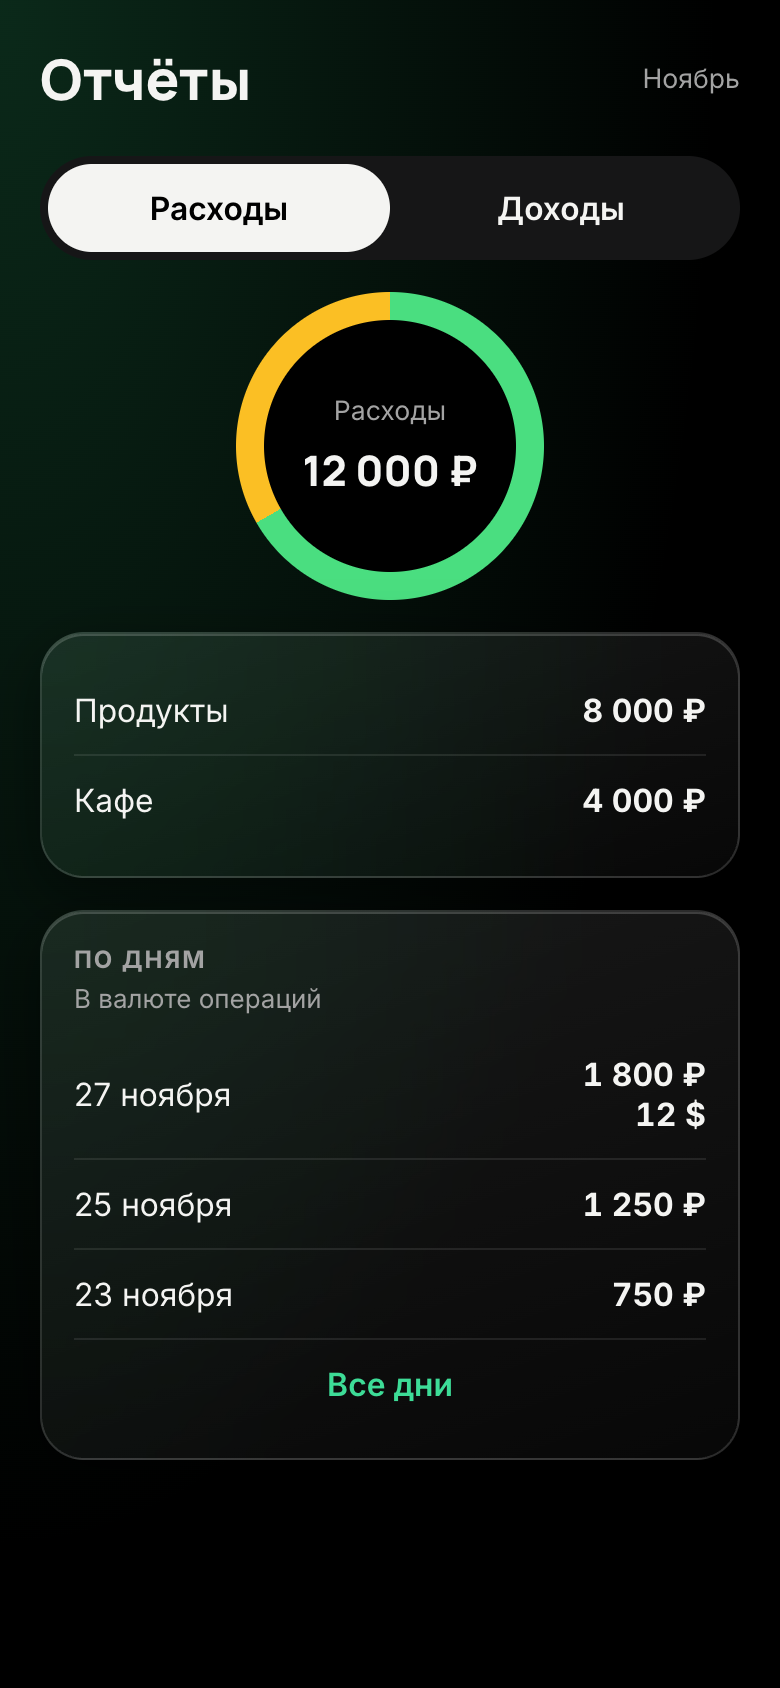 Отчёты
Ноябрь
Расходы
Доходы
Расходы
12 000 ₽
Продукты
8 000 ₽
Кафе
4 000 ₽
ПО ДНЯМ
В валюте операций
27 ноября
1 800 ₽
12 $
25 ноября
1 250 ₽
23 ноября
750 ₽
Все дни